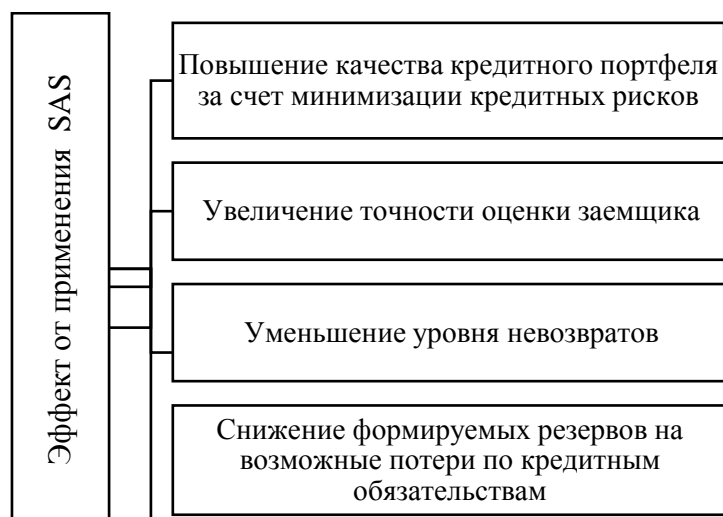 Эффект от применения SAS
Повышение качества кредитного портфеля
за счет минимизации кредитных рисков
Увеличение точности оценки заемщика
Уменьшение уровня невозвратов
Снижение формируемых резервов на
возможные потери по кредитным
обязательствам